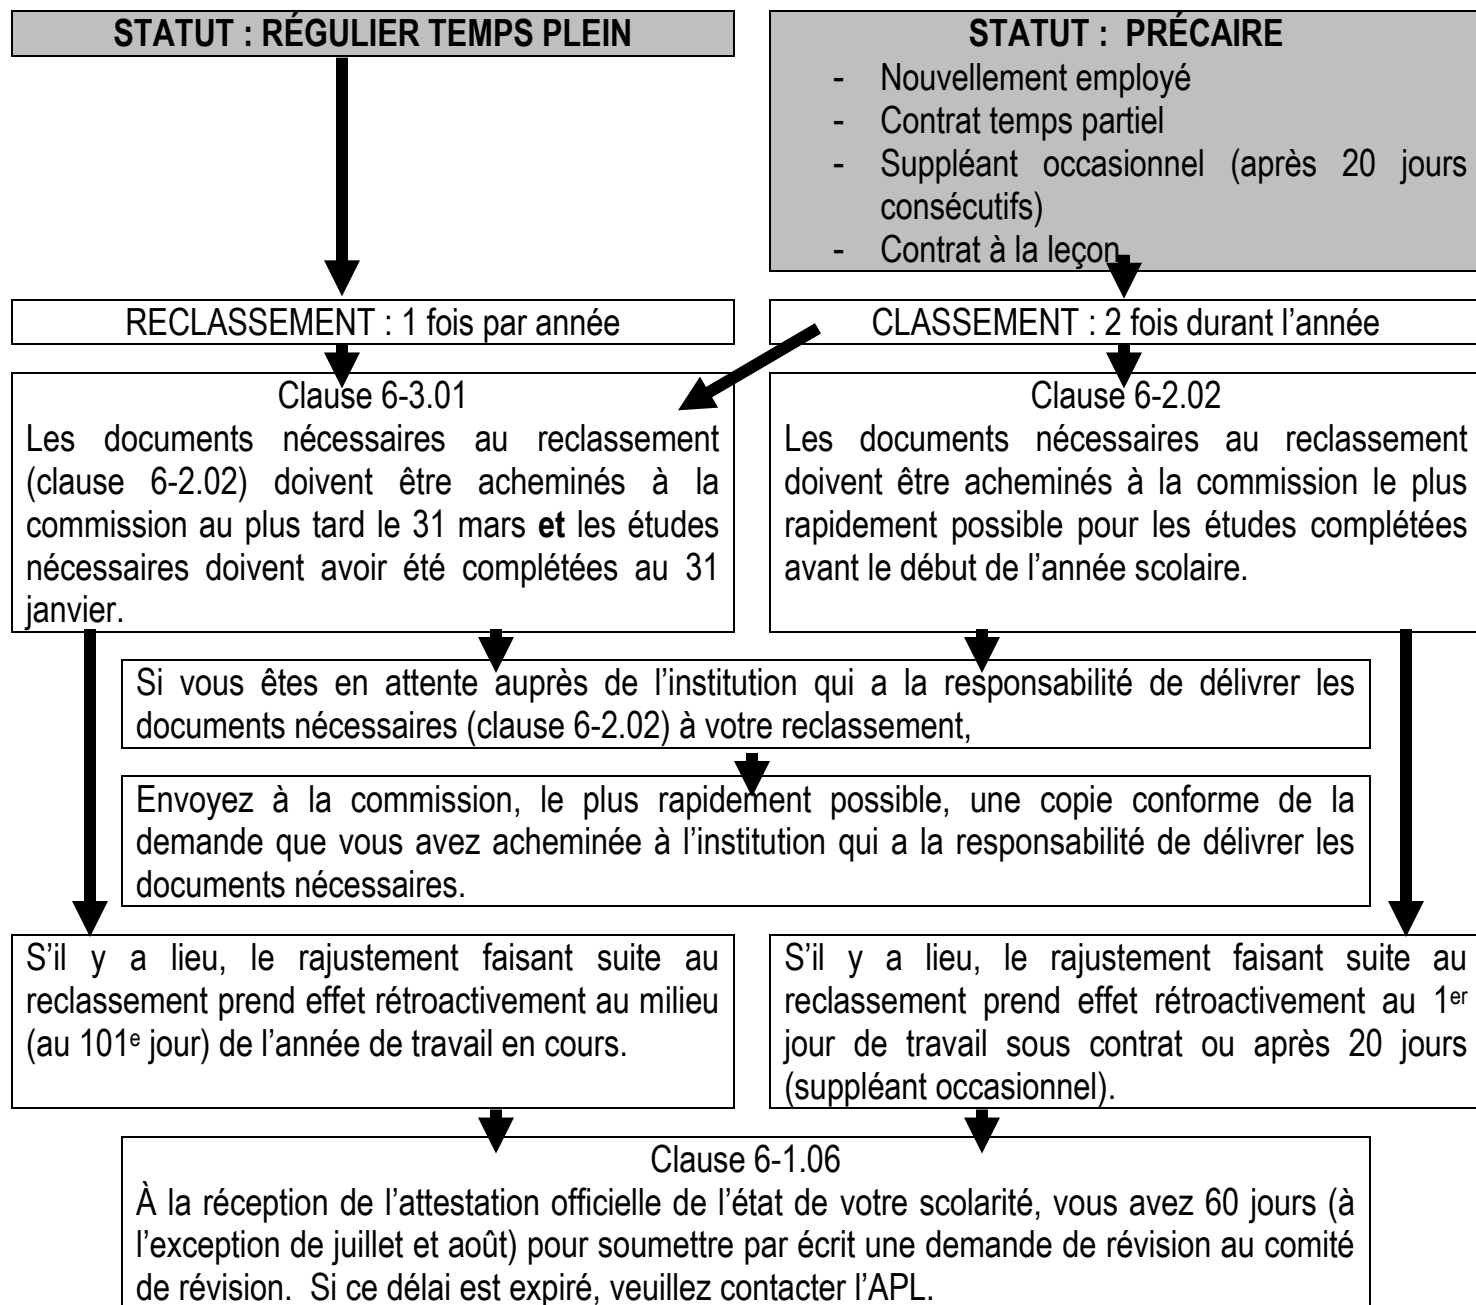 STATUT : RÉGULIER TEMPS PLEIN
STATUT : PRÉCAIRE
- Nouvellement employé
- Contrat temps partiel
- Suppléant occasionnel (après 20 jours
consécutifs)
- Contrat à la leçon
RECLASSEMENT : 1 fois par année
CLASSEMENT : 2 fois durant l’année
Clause 6-3.01
Les documents nécessaires au reclassement
(clause 6-2.02) doivent être acheminés à la
commission au plus tard le 31 mars et les études
nécessaires doivent avoir été complétées au 31
janvier.
Clause 6-2.02
Les documents nécessaires au reclassement
doivent être acheminés à la commission le plus
rapidement possible pour les études complétées
avant le début de l’année scolaire.
Si vous êtes en attente auprès de l’institution qui a la responsabilité de délivrer les
documents nécessaires (clause 6-2.02) à votre reclassement,
Envoyez à la commission, le plus rapidement possible, une copie conforme de la
demande que vous avez acheminée à l’institution qui a la responsabilité de délivrer les
documents nécessaires.
S’il y a lieu, le rajustement faisant suite au
reclassement prend effet rétroactivement au milieu
(au 101e jour) de l’année de travail en cours.
S’il y a lieu, le rajustement faisant suite au
reclassement prend effet rétroactivement au 1er
jour de travail sous contrat ou après 20 jours
(suppléant occasionnel).
Clause 6-1.06
À la réception de l’attestation officielle de l’état de votre scolarité, vous avez 60 jours (à
l’exception de juillet et août) pour soumettre par écrit une demande de révision au comité
de révision. Si ce délai est expiré, veuillez contacter l’APL.